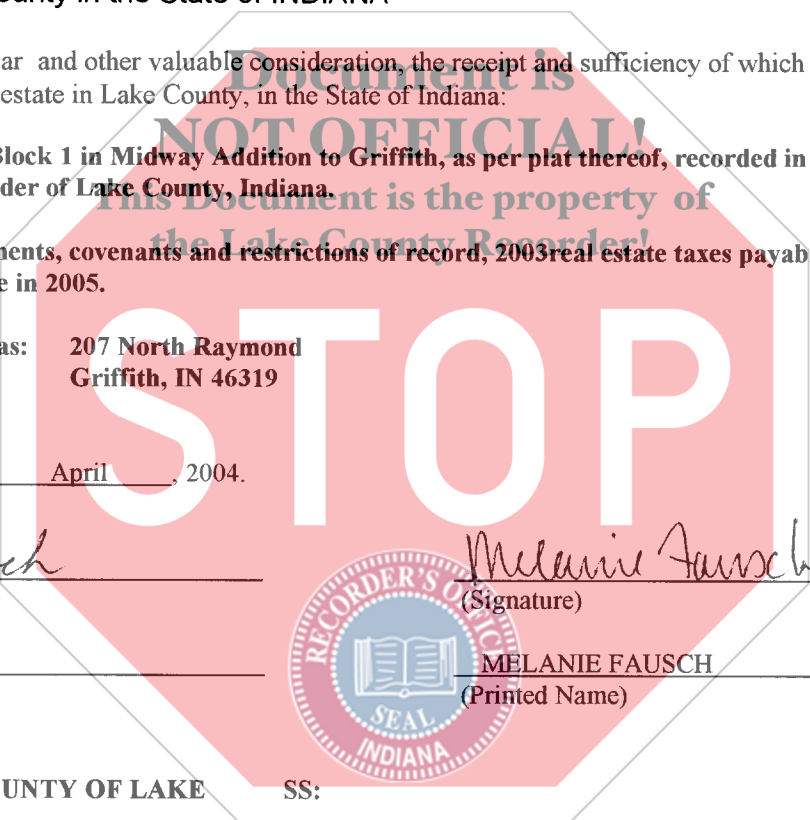 County in the State of INDIANA
ar and other valuable consideration, the receipt and sufficiency of which
estate in Lake County, in the State of Indiana:
Block 1 in Midway Addition to Griffith, as per plat thereof, recorded in
der of Lake County, Indiana.
nents, covenants and restrictions of record, 2003real estate taxes payab
e in 2005.
as: 207 North Raymond
Griffith, IN 46319
April , 2004.
ch
Melanie Fausch
(Signature)
MELANIE FAUSCH
(Printed Name)
UNTY OF LAKE SS:
Document is
NOT OFFICIAL!
This Document is the property of
the Lake County Recorder!
STOP
RECORDER'S OFFICE
SEAL
INDIANA